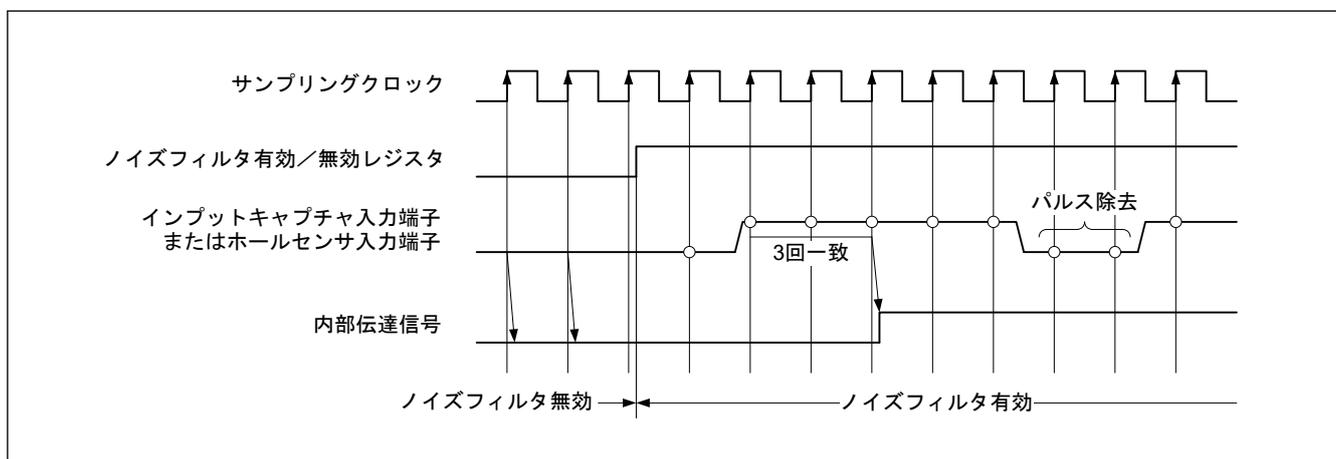 サンプリングクロック
ノイズフィルタ有効／無効レジスタ
インプットキャプチャ入力端子
またはホールセンサ入力端子
パルス除去
3回一致
内部伝達信号
ノイズフィルタ無効
ノイズフィルタ有効